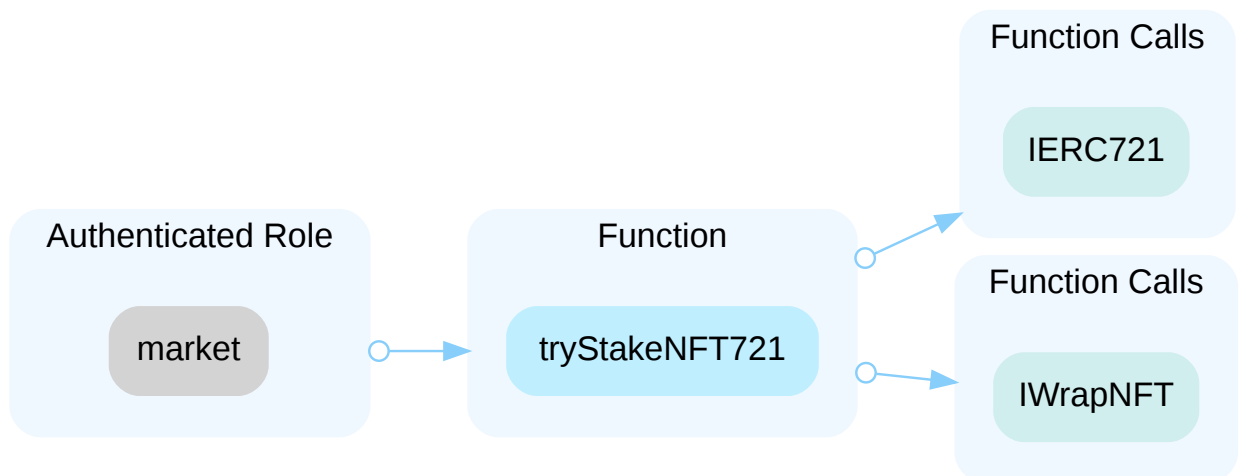 Authenticated Role
market
Function
tryStakeNFT721
Function Calls
IERC721
Function Calls
IWrapNFT